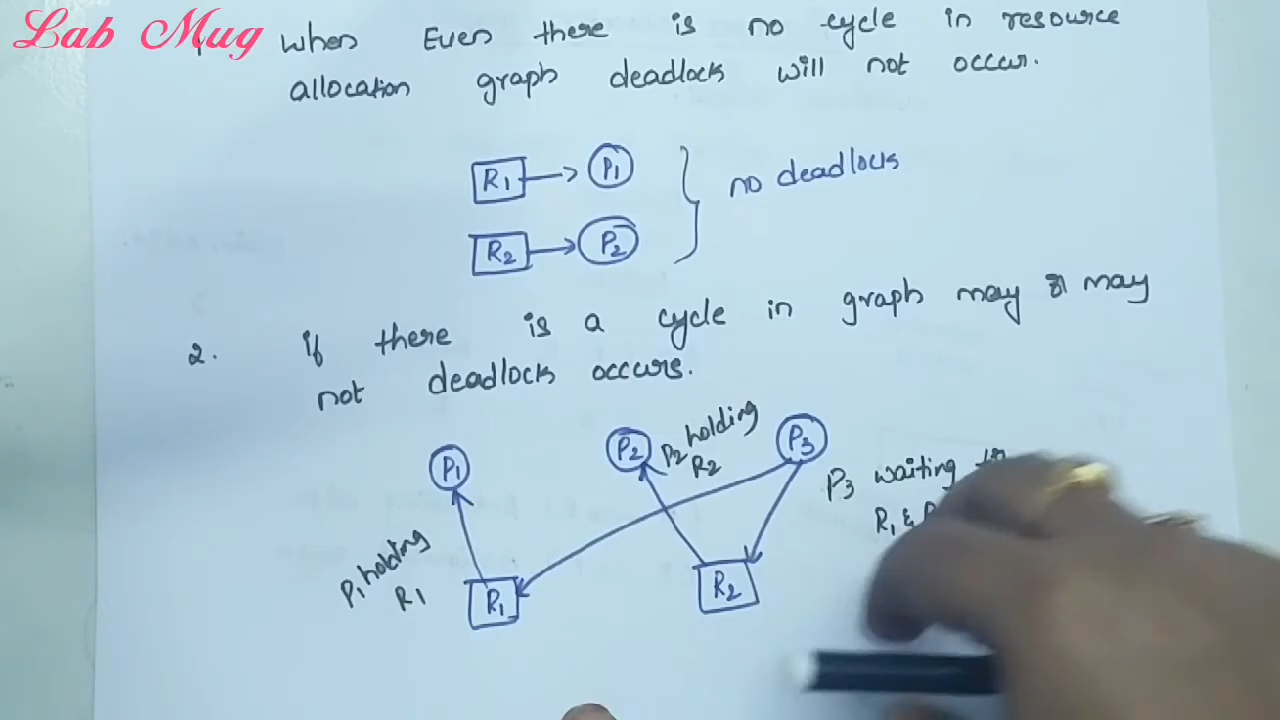 Lab Mug
When Even there is no cycle in resource
allocation graph deadlock will not occur.
R1
P1
R2
P2
no deadlock
2. if there is a cycle in graph may or may
not deadlock occurs.
P1
P2
P2 holding
R2
P3
P3 waiting
R1 &
P1 holding
R1
R1
R2